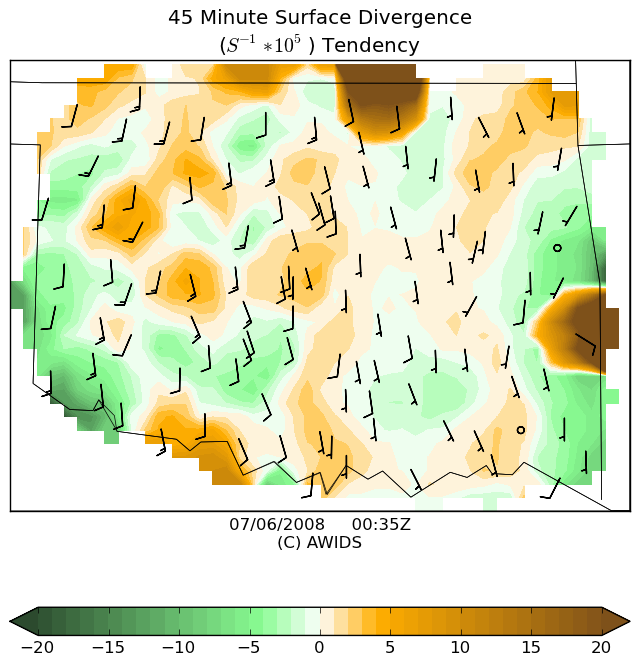 45 Minute Surface Divergence
(S⁻¹ ∗10⁵ ) Tendency
07/06/2008 00:35Z
(C) AWIDS
−20 −15 −10 −5 0 5 10 15 20